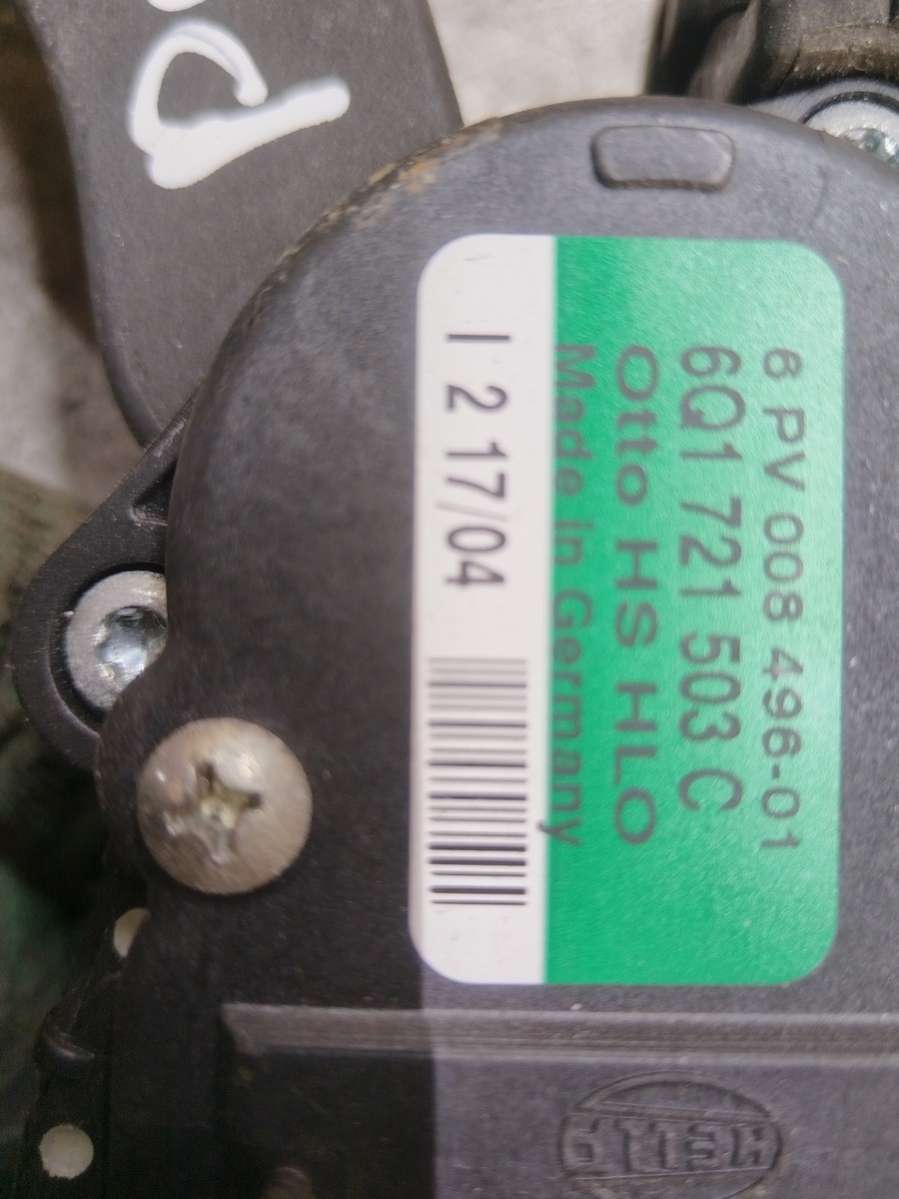 6 PV 008 496-01
6Q1 721 503 C
Otto HS HLO
Made in Germany
I 2 17/04
HELLA